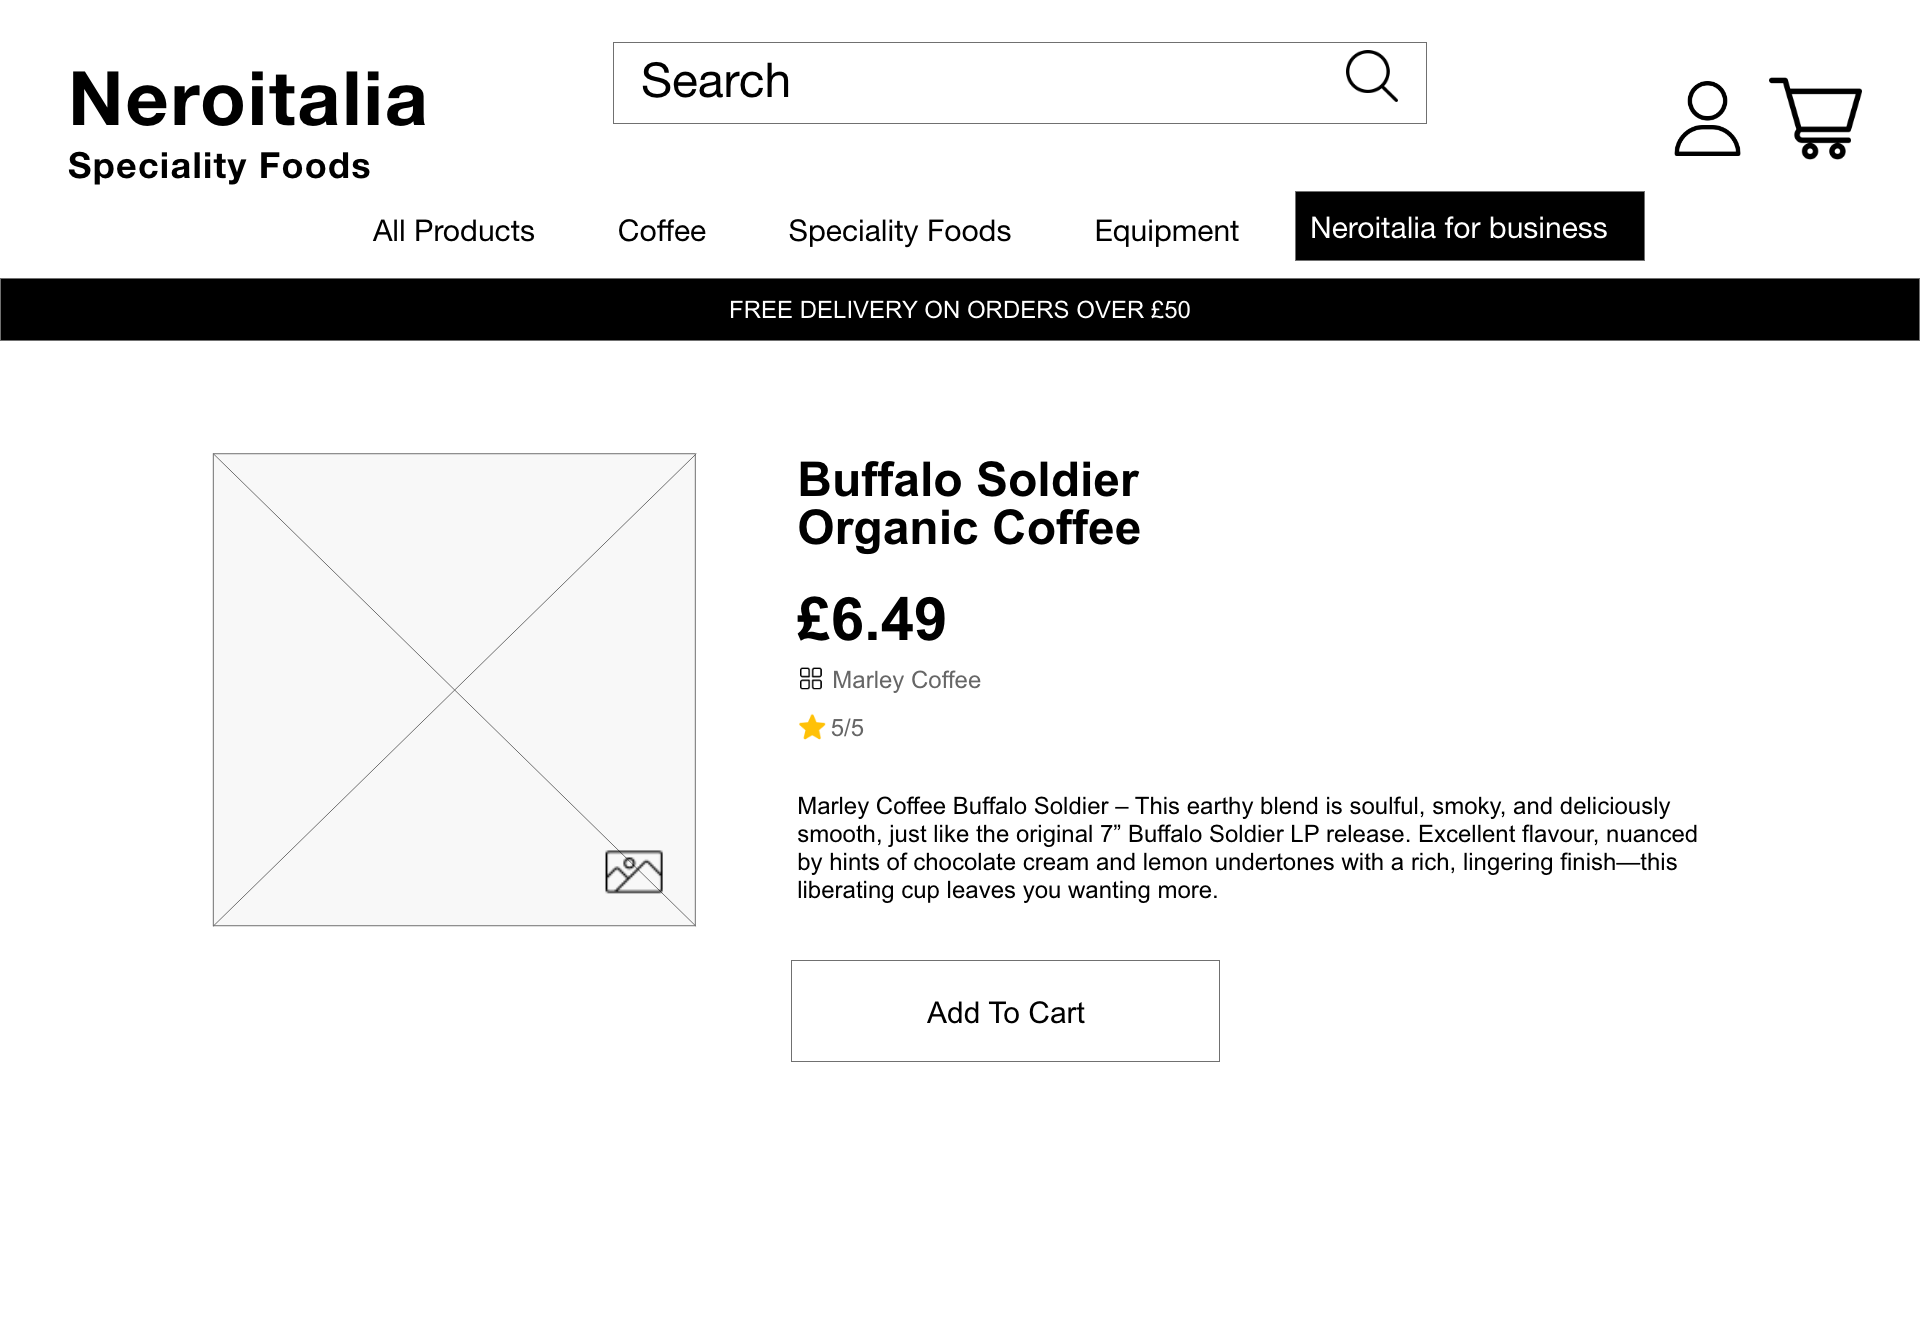 Neroitalia
Speciality Foods
Search
All Products
Coffee
Speciality Foods
Equipment
Neroitalia for business
FREE DELIVERY ON ORDERS OVER £50
Buffalo Soldier
Organic Coffee
£6.49
Marley Coffee
5/5
Marley Coffee Buffalo Soldier – This earthy blend is soulful, smoky, and deliciously
smooth, just like the original 7” Buffalo Soldier LP release. Excellent flavour, nuanced
by hints of chocolate cream and lemon undertones with a rich, lingering finish—this
liberating cup leaves you wanting more.
Add To Cart